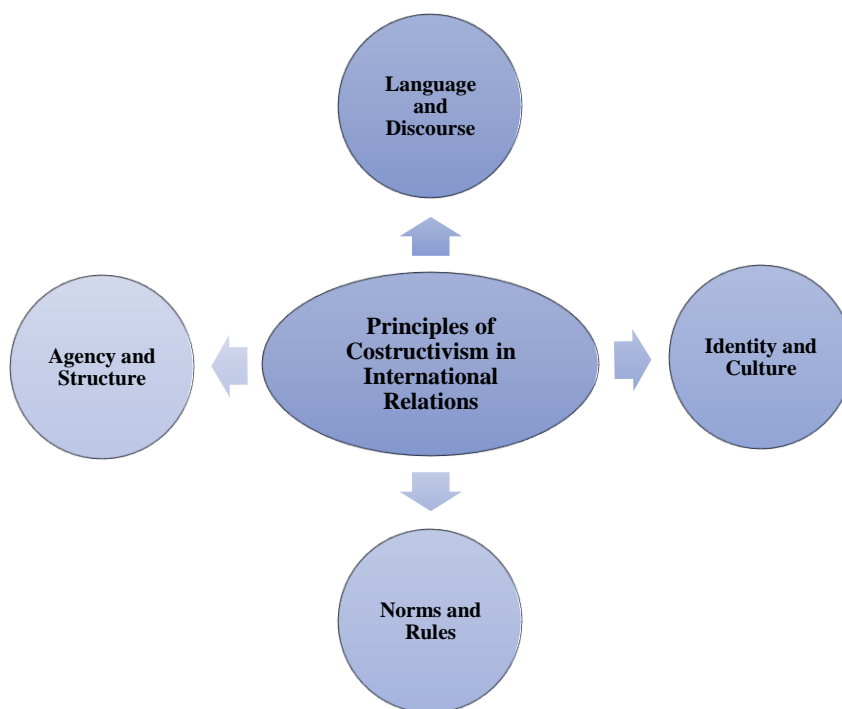 Language
and
Discourse
Principles of
Costructivism in
International
Relations
Agency and
Structure
Identity and
Culture
Norms and
Rules